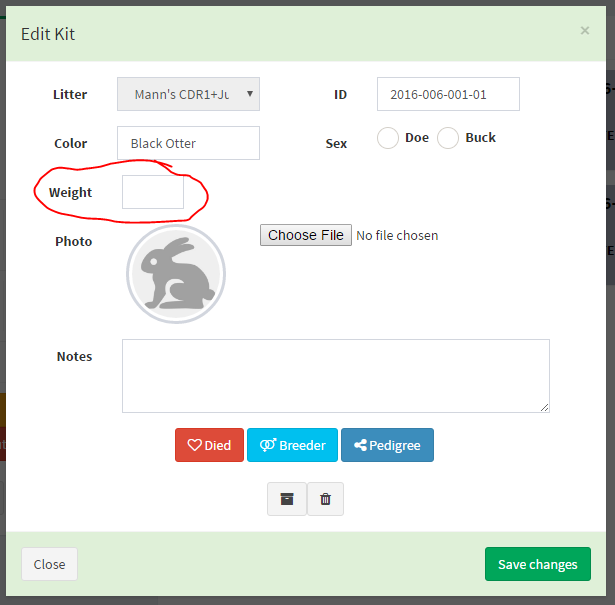 Edit Kit ×
Litter Mann's CDR1+Ju ID 2016-006-001-01
Color Black Otter Sex Doe Buck
Weight
Photo Choose File No file chosen
Notes
Died Breeder Pedigree
Close Save changes